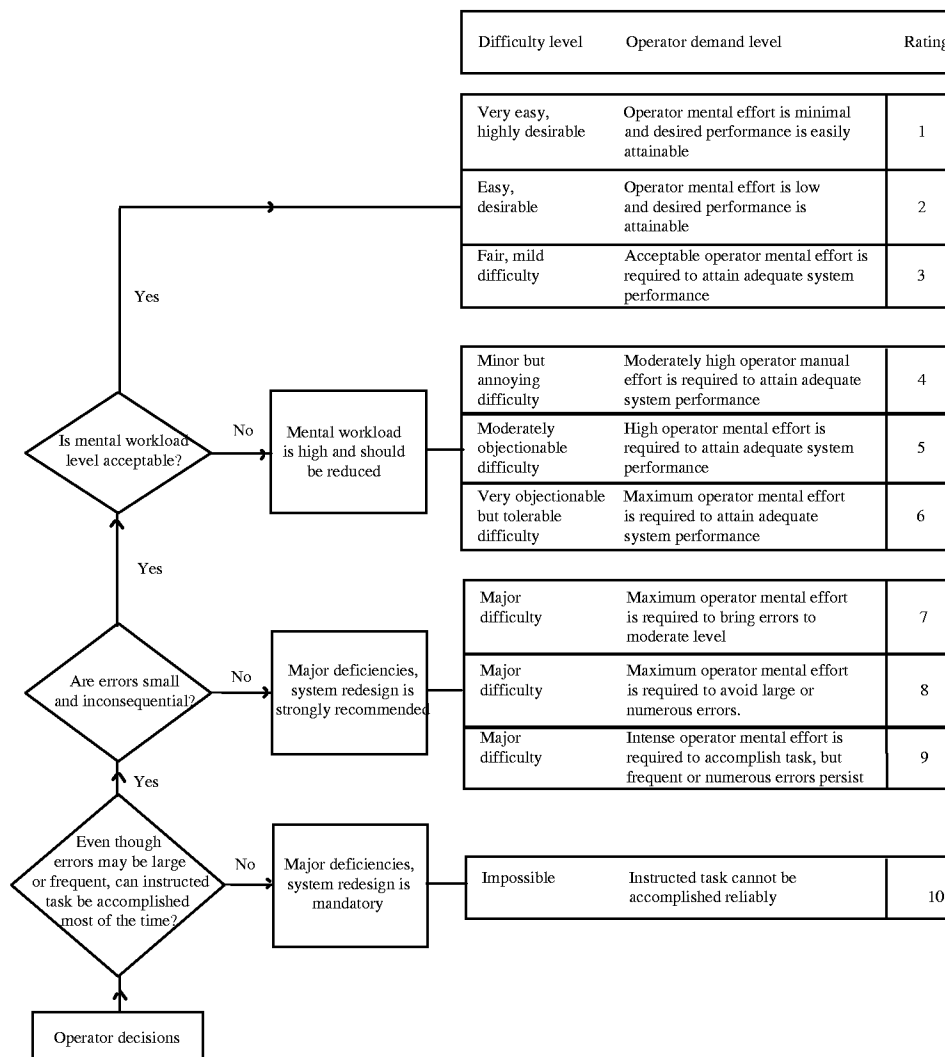 Difficulty level Operator demand level Rating
Very easy, Operator mental effort is minimal
highly desirable and desired performance is easily 1
attainable
Easy, Operator mental effort is low
desirable and desired performance is 2
attainable
Fair, mild Acceptable operator mental effort is
difficulty required to attain adequate system 3
performance
Yes
Minor but Moderately high operator manual
annoying effort is required to attain adequate 4
difficulty system performance
Moderately High operator mental effort is
objectionable required to attain adequate system 5
difficulty performance
Very objectionable Maximum operator mental effort
but tolerable is required to attain adequate 6
difficulty system performance
Is mental workload
level acceptable?
No
Mental workload
is high and should
be reduced
Yes
Major Maximum operator mental effort
difficulty is required to bring errors to 7
moderate level
Major Maximum operator mental effort
difficulty is required to avoid large or 8
numerous errors.
Major Intense operator mental effort is
difficulty required to accomplish task, but 9
frequent or numerous errors persist
Are errors small
and inconsequential?
No
Major deficiencies,
system redesign is
strongly recommended
Yes
Even though
errors may be large
or frequent, can instructed
task be accomplished
most of the time?
No
Major deficiencies,
system redesign is
mandatory
Impossible Instructed task cannot be
accomplished reliably 10
Operator decisions